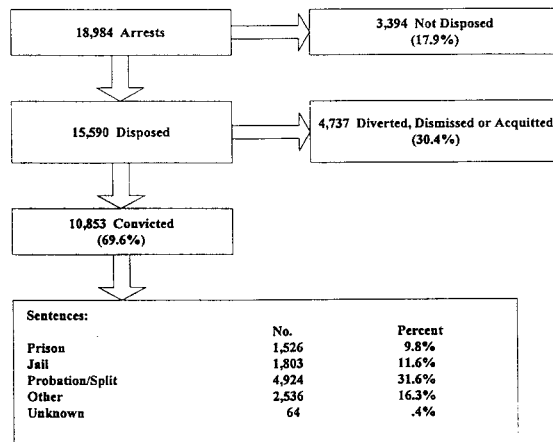 18,984 Arrests
3,394 Not Disposed
(17.9%)
15,590 Disposed
4,737 Diverted, Dismissed or Acquitted
(30.4%)
10,853 Convicted
(69.6%)
Sentences:
No. Percent
Prison 1,526 9.8%
Jail 1,803 11.6%
Probation/Split 4,924 31.6%
Other 2,536 16.3%
Unknown 64 .4%